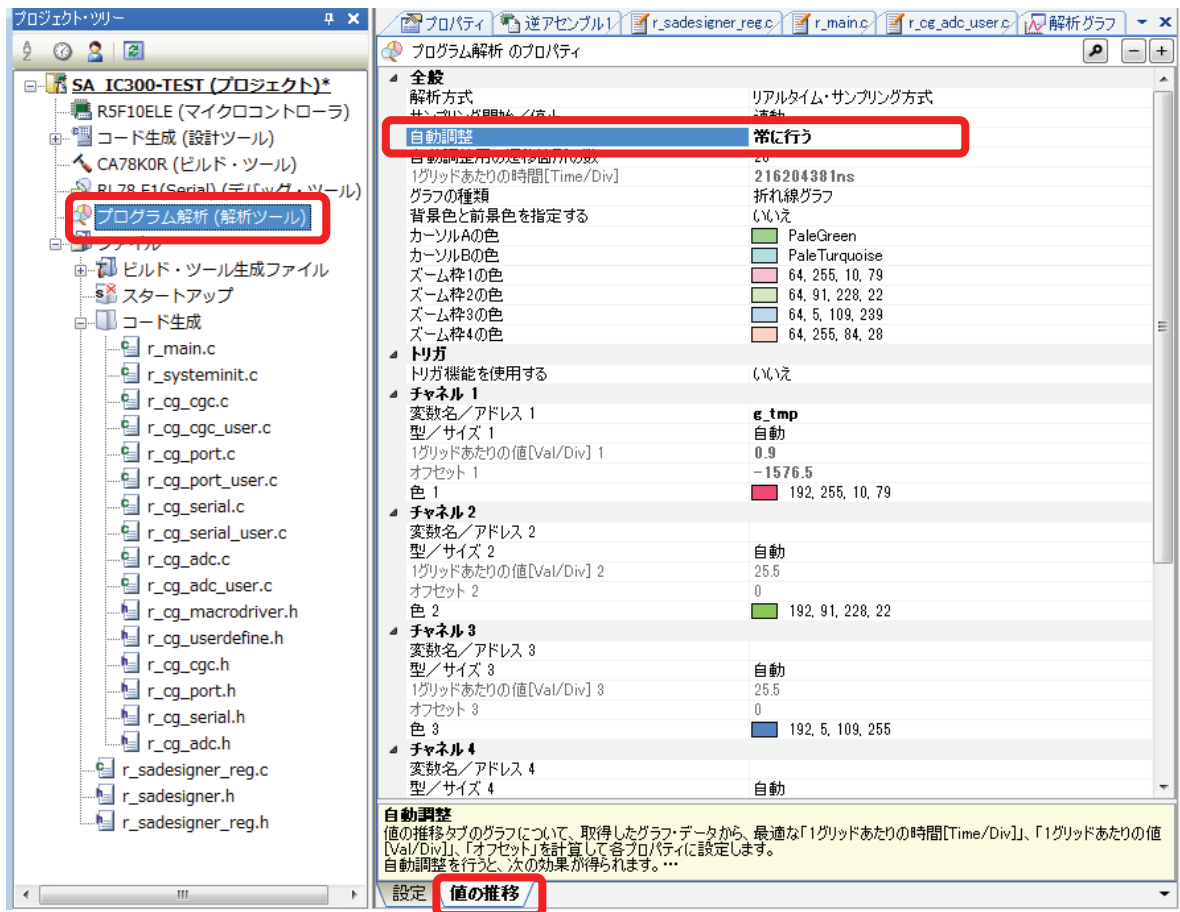 プロジェクト・ツリー
SA_IC300-TEST (プロジェクト)*
R5F10ELE (マイクロコントローラ)
コード生成 (設計ツール)
CA78K0R (ビルド・ツール)
RL78 E1(Serial) (デバッグ・ツール)
プログラム解析 (解析ツール)
ファイル
ビルド・ツール生成ファイル
スタートアップ
コード生成
r_main.c
r_systeminit.c
r_cg_cgc.c
r_cg_cgc_user.c
r_cg_port.c
r_cg_port_user.c
r_cg_serial.c
r_cg_serial_user.c
r_cg_adc.c
r_cg_adc_user.c
r_cg_macrodriver.h
r_cg_userdefine.h
r_cg_cgc.h
r_cg_port.h
r_cg_serial.h
r_cg_adc.h
r_sadesigner_reg.c
r_sadesigner.h
r_sadesigner_reg.h
プロパティ 逆アセンブル1 r_sadesigner_reg.c r_main.c r_cg_adc_user.c 解析グラフ
プログラム解析 のプロパティ
全般
解析方式 リアルタイム・サンプリング方式
サンプリング開始／停止 連動
自動調整 常に行う
自動調整用の遷移箇所の数 20
1グリッドあたりの時間[Time/Div] 216204381ns
グラフの種類 折れ線グラフ
背景色と前景色を指定する いいえ
カーソルAの色 PaleGreen
カーソルBの色 PaleTurquoise
ズーム枠1の色 64, 255, 10, 79
ズーム枠2の色 64, 91, 228, 22
ズーム枠3の色 64, 5, 109, 239
ズーム枠4の色 64, 255, 84, 28
トリガ
トリガ機能を使用する いいえ
チャネル 1
変数名／アドレス 1 g_tmp
型／サイズ 1 自動
1グリッドあたりの値[Val/Div] 1 0.9
オフセット 1 -1576.5
色 1 192, 255, 10, 79
チャネル 2
変数名／アドレス 2
型／サイズ 2 自動
1グリッドあたりの値[Val/Div] 2 25.5
オフセット 2 0
色 2 192, 91, 228, 22
チャネル 3
変数名／アドレス 3
型／サイズ 3 自動
1グリッドあたりの値[Val/Div] 3 25.5
オフセット 3 0
色 3 192, 5, 109, 255
チャネル 4
変数名／アドレス 4
型／サイズ 4 自動
自動調整
値の推移タブのグラフについて、取得したグラフ・データから、最適な「1グリッドあたりの時間[Time/Div]」、「1グリッドあたりの値
[Val/Div]」、「オフセット」を計算して各プロパティに設定します。
自動調整を行うと、次の効果が得られます。…
設定 値の推移